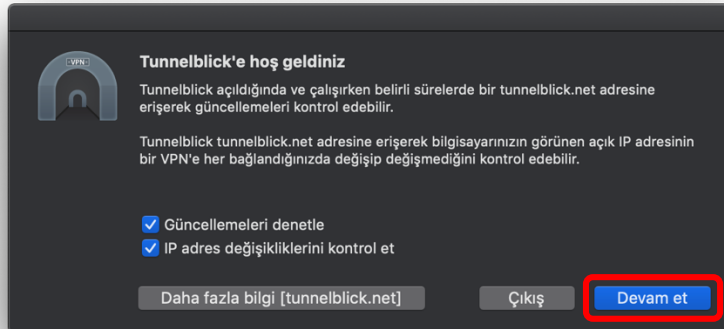 VPN
Tunnelblick'e hoş geldiniz
Tunnelblick açıldığında ve çalışırken belirli sürelerde bir tunnelblick.net adresine
erişerek güncellemeleri kontrol edebilir.
Tunnelblick tunnelblick.net adresine erişerek bilgisayarınızın görünen açık IP adresinin
bir VPN'e her bağlandığınızda değişip değişmediğini kontrol edebilir.
Güncellemeleri denetle
IP adres değişikliklerini kontrol et
Daha fazla bilgi [tunnelblick.net]
Çıkış
Devam et